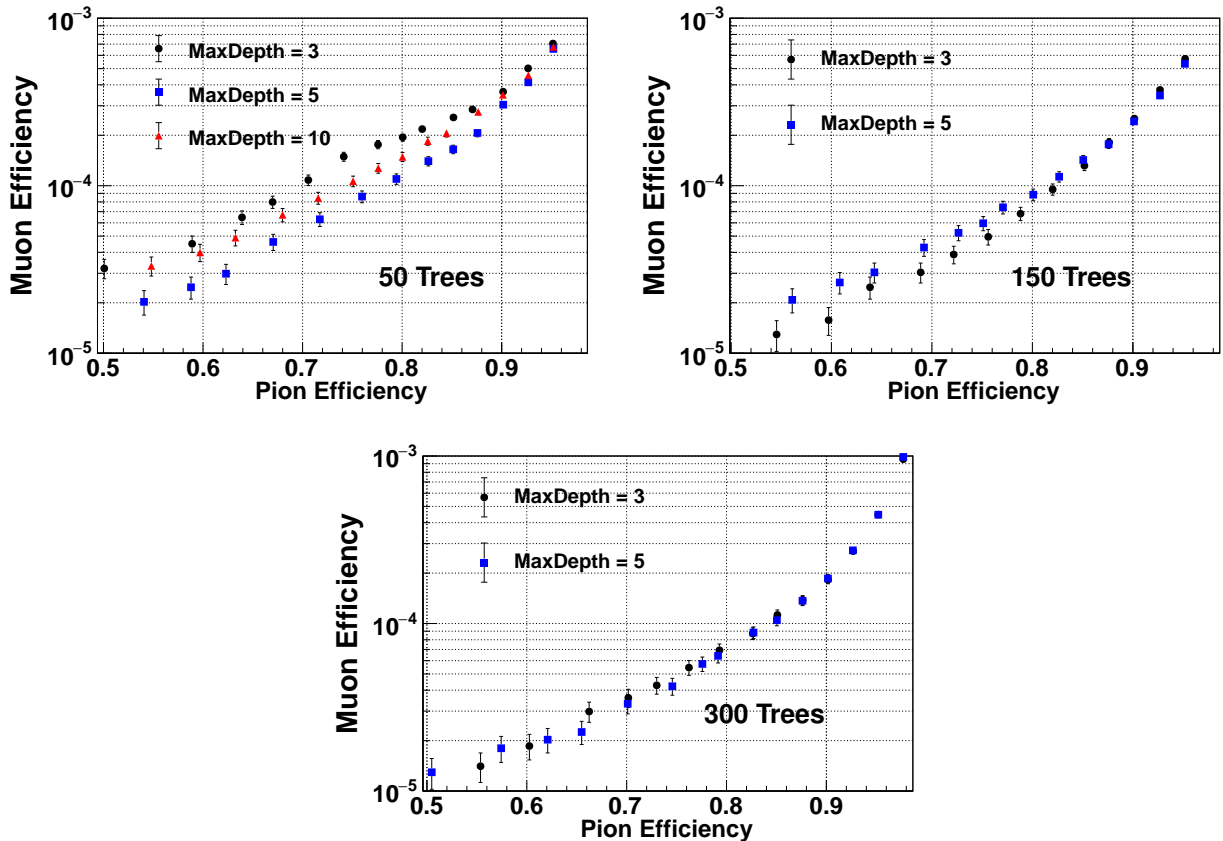 10⁻³
MaxDepth = 3
MaxDepth = 5
MaxDepth = 10
10⁻⁴
50 Trees
10⁻⁵
0.5 0.6 0.7 0.8 0.9
Pion Efficiency
Muon Efficiency
10⁻³
MaxDepth = 3
MaxDepth = 5
10⁻⁴
150 Trees
10⁻⁵
0.5 0.6 0.7 0.8 0.9
Pion Efficiency
Muon Efficiency
10⁻³
MaxDepth = 3
MaxDepth = 5
10⁻⁴
300 Trees
10⁻⁵
0.5 0.6 0.7 0.8 0.9
Pion Efficiency
Muon Efficiency